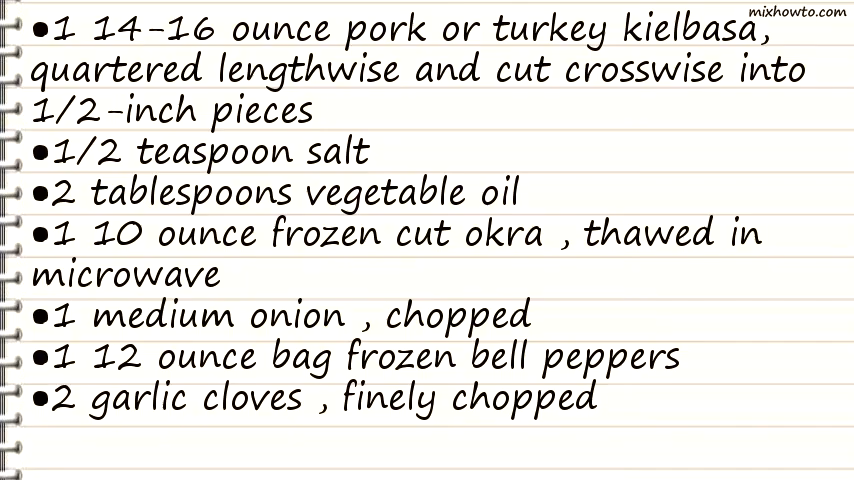 mixhowto.com
•1 14-16 ounce pork or turkey kielbasa,
quartered lengthwise and cut crosswise into
1/2-inch pieces
•1/2 teaspoon salt
•2 tablespoons vegetable oil
•1 10 ounce frozen cut okra , thawed in
microwave
•1 medium onion , chopped
•1 12 ounce bag frozen bell peppers
•2 garlic cloves , finely chopped